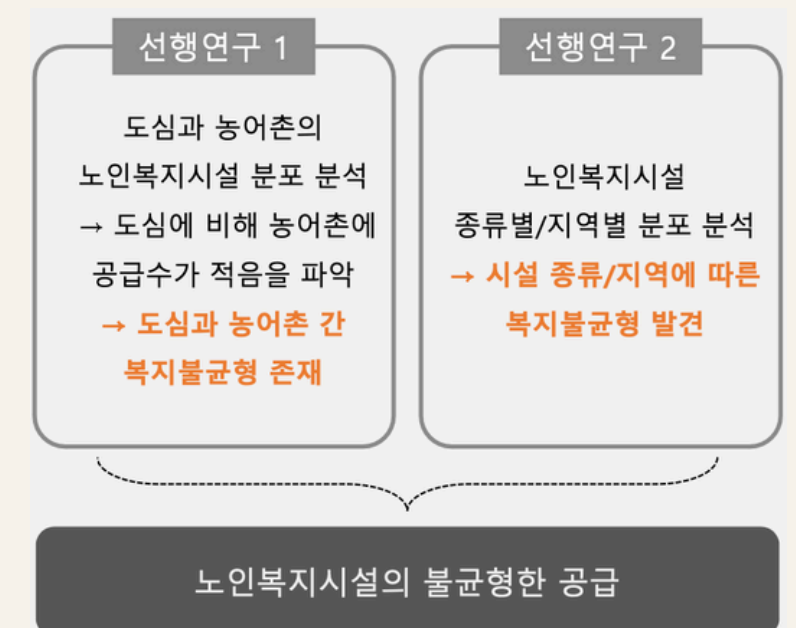 선행연구 1
도심과 농어촌의
노인복지시설 분포 분석
→ 도심에 비해 농어촌에
공급수가 적음을 파악
→ 도심과 농어촌 간
복지불균형 존재
선행연구 2
노인복지시설
종류별/지역별 분포 분석
→ 시설 종류/지역에 따른
복지불균형 발견
노인복지시설의 불균형한 공급